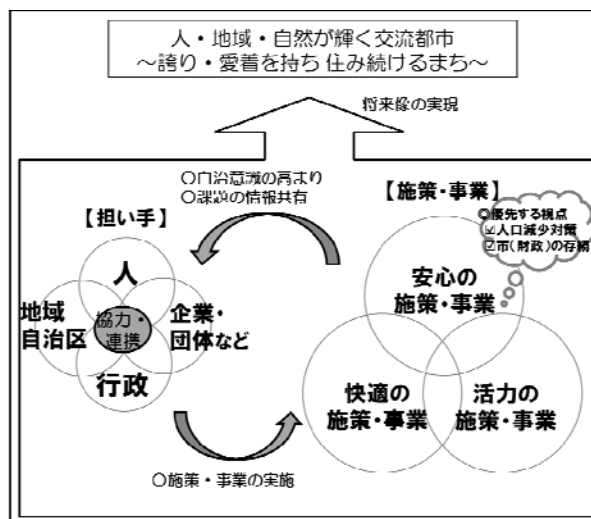 人・地域・自然が輝く交流都市
～誇り・愛着を持ち 住み続けるまち～
将来像の実現
〇自治意識の高まり
〇課題の情報共有
【担い手】
人
地域
自治区
協力・
連携
企業・
団体など
行政
【施策・事業】
◎優先する視点
☑人口減少対策
☑市（財政）の存続
安心の
施策・事業
快適の
施策・事業
活力の
施策・事業
〇施策・事業の実施